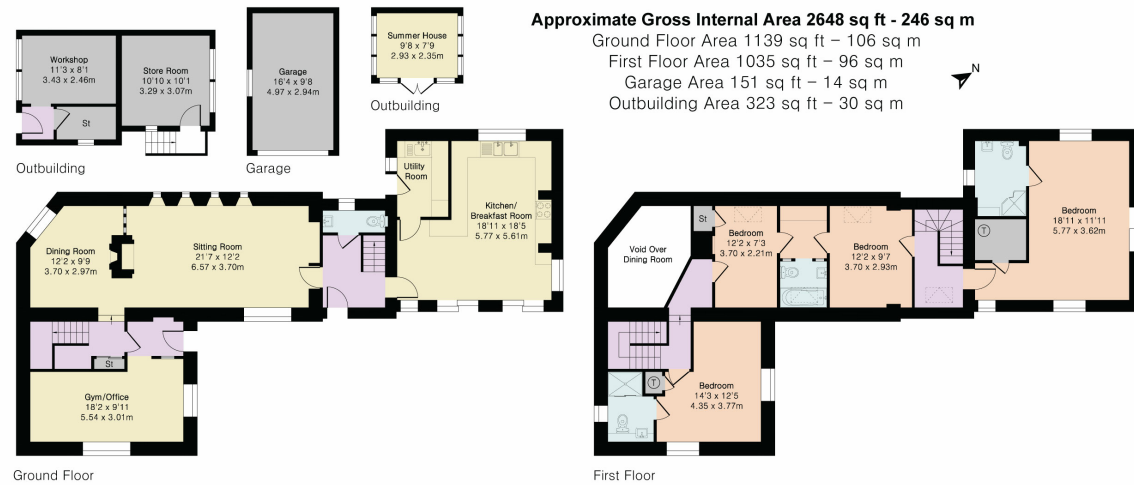 Approximate Gross Internal Area 2648 sq ft - 246 sq m
Ground Floor Area 1139 sq ft – 106 sq m
First Floor Area 1035 sq ft – 96 sq m
Garage Area 151 sq ft – 14 sq m
Outbuilding Area 323 sq ft – 30 sq m
N
Workshop
11'3 x 8'1
3.43 x 2.46m
St
Store Room
10'10 x 10'1
3.29 x 3.07m
Outbuilding
Garage
16'4 x 9'8
4.97 x 2.94m
Garage
Summer House
9'8 x 7'9
2.93 x 2.35m
Outbuilding
Utility
Room
Kitchen/
Breakfast Room
18'11 x 18'5
5.77 x 5.61m
Dining Room
12'2 x 9'9
3.70 x 2.97m
Sitting Room
21'7 x 12'2
6.57 x 3.70m
St
Gym/Office
18'2 x 9'11
5.54 x 3.01m
Ground Floor
Void Over
Dining Room
St
Bedroom
12'2 x 7'3
3.70 x 2.21m
Bedroom
12'2 x 9'7
3.70 x 2.93m
T
Bedroom
18'11 x 11'11
5.77 x 3.62m
T
Bedroom
14'3 x 12'5
4.35 x 3.77m
First Floor